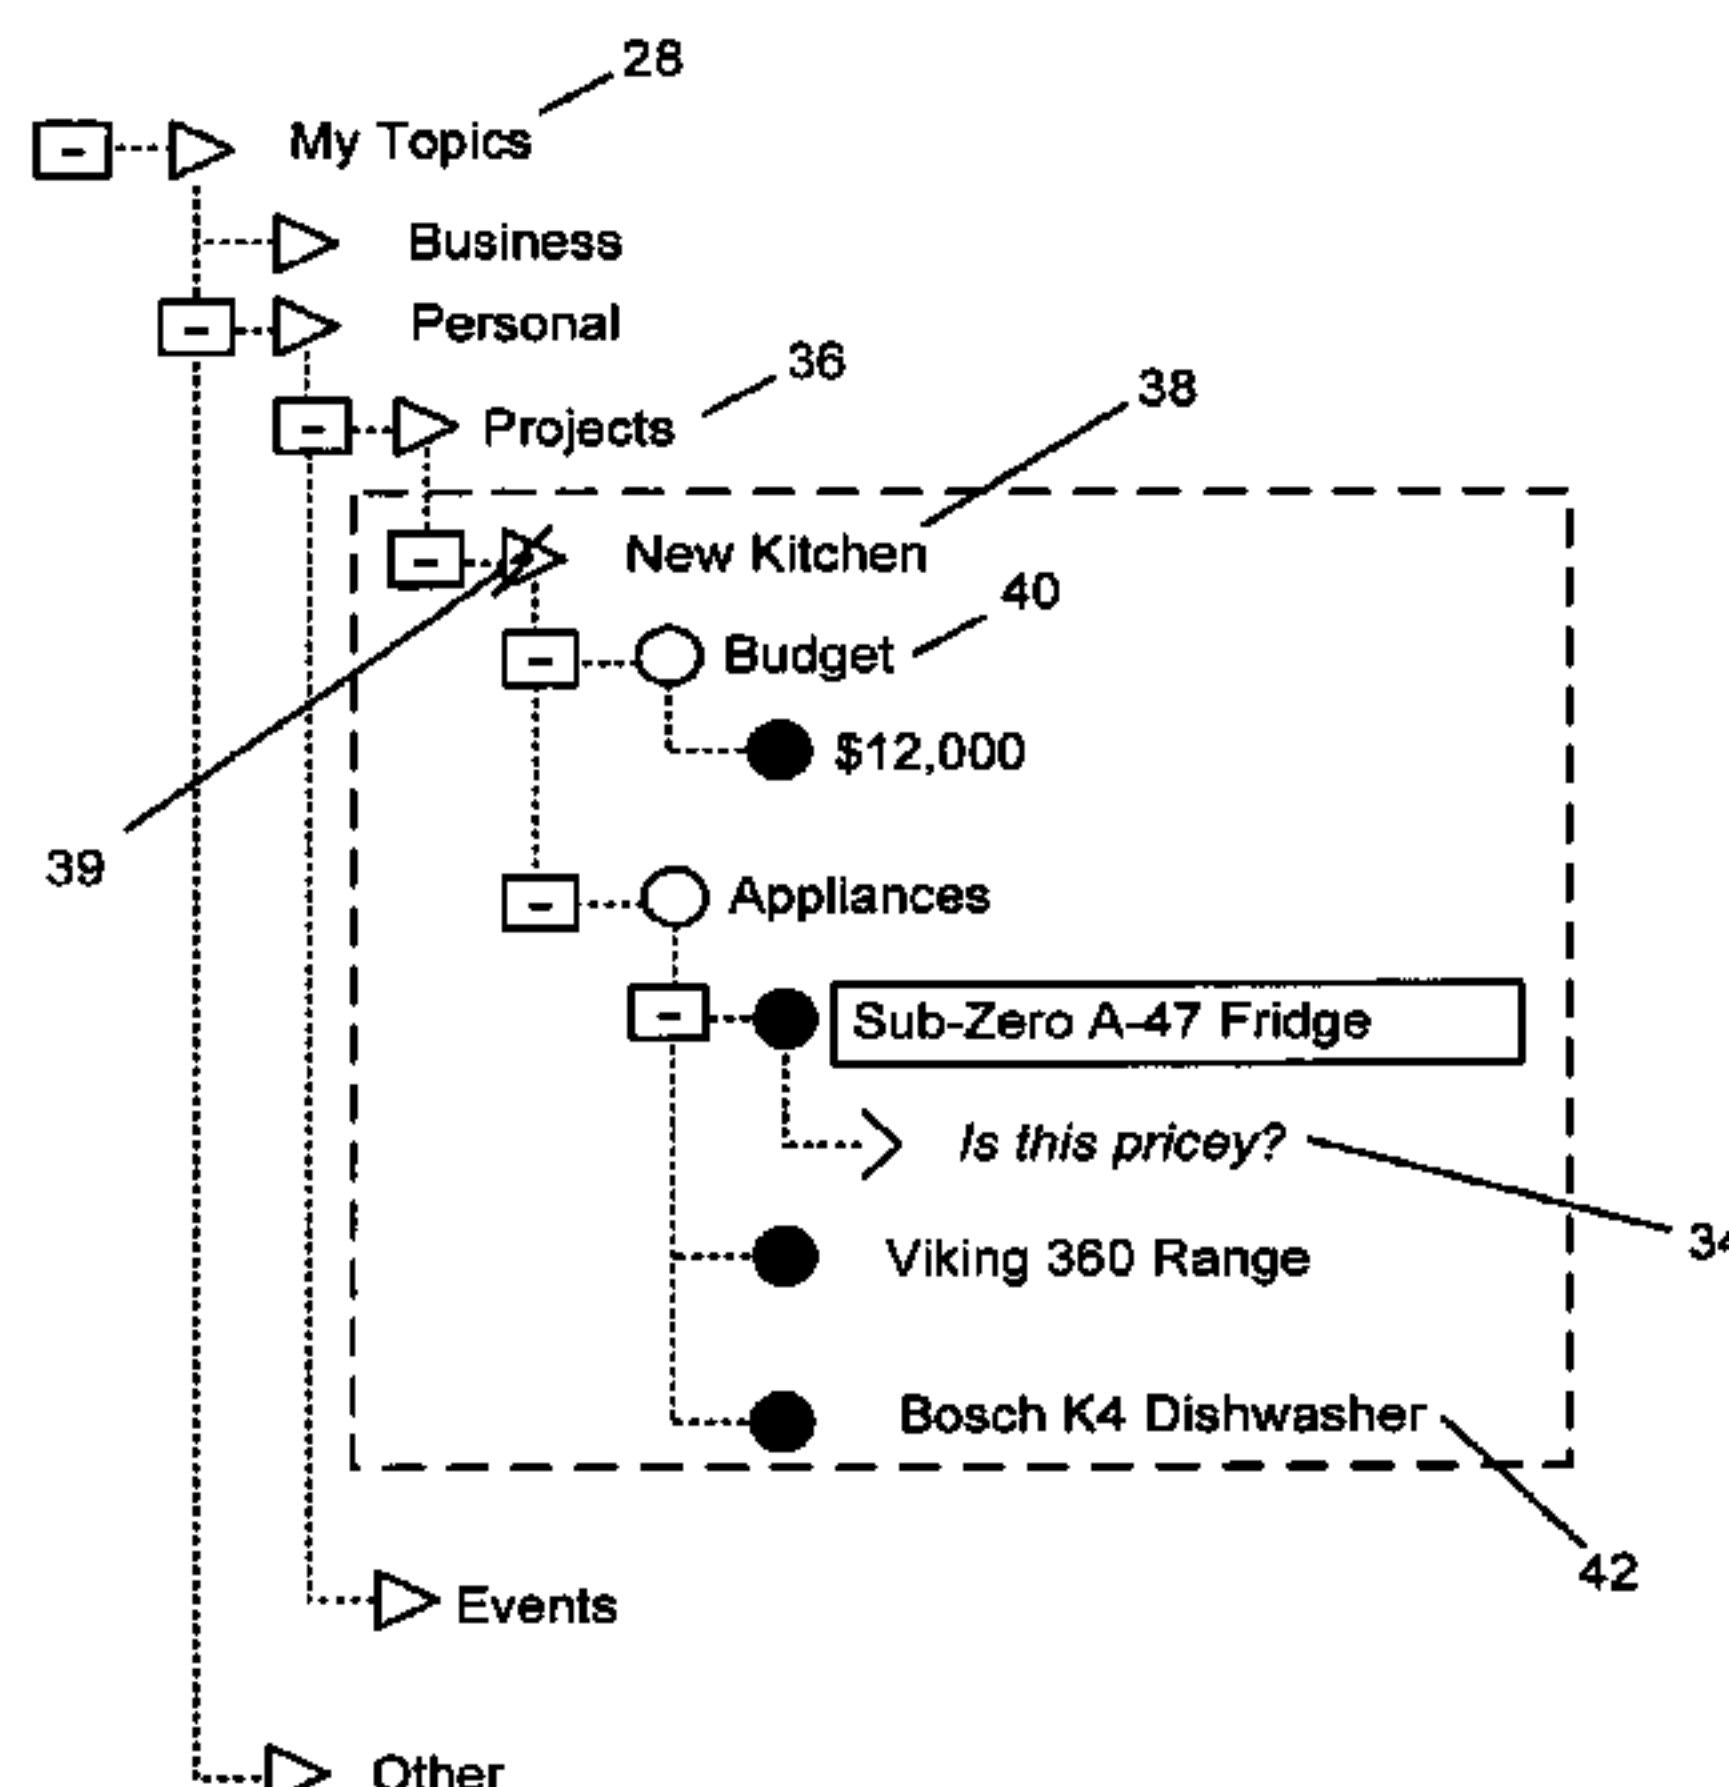 28
My Topics
Business
Personal
36
Projects
38
New Kitchen
40
Budget
$12,000
39
Appliances
Sub-Zero A-47 Fridge
Is this pricey?
34
Viking 360 Range
Bosch K4 Dishwasher
42
Events
Other